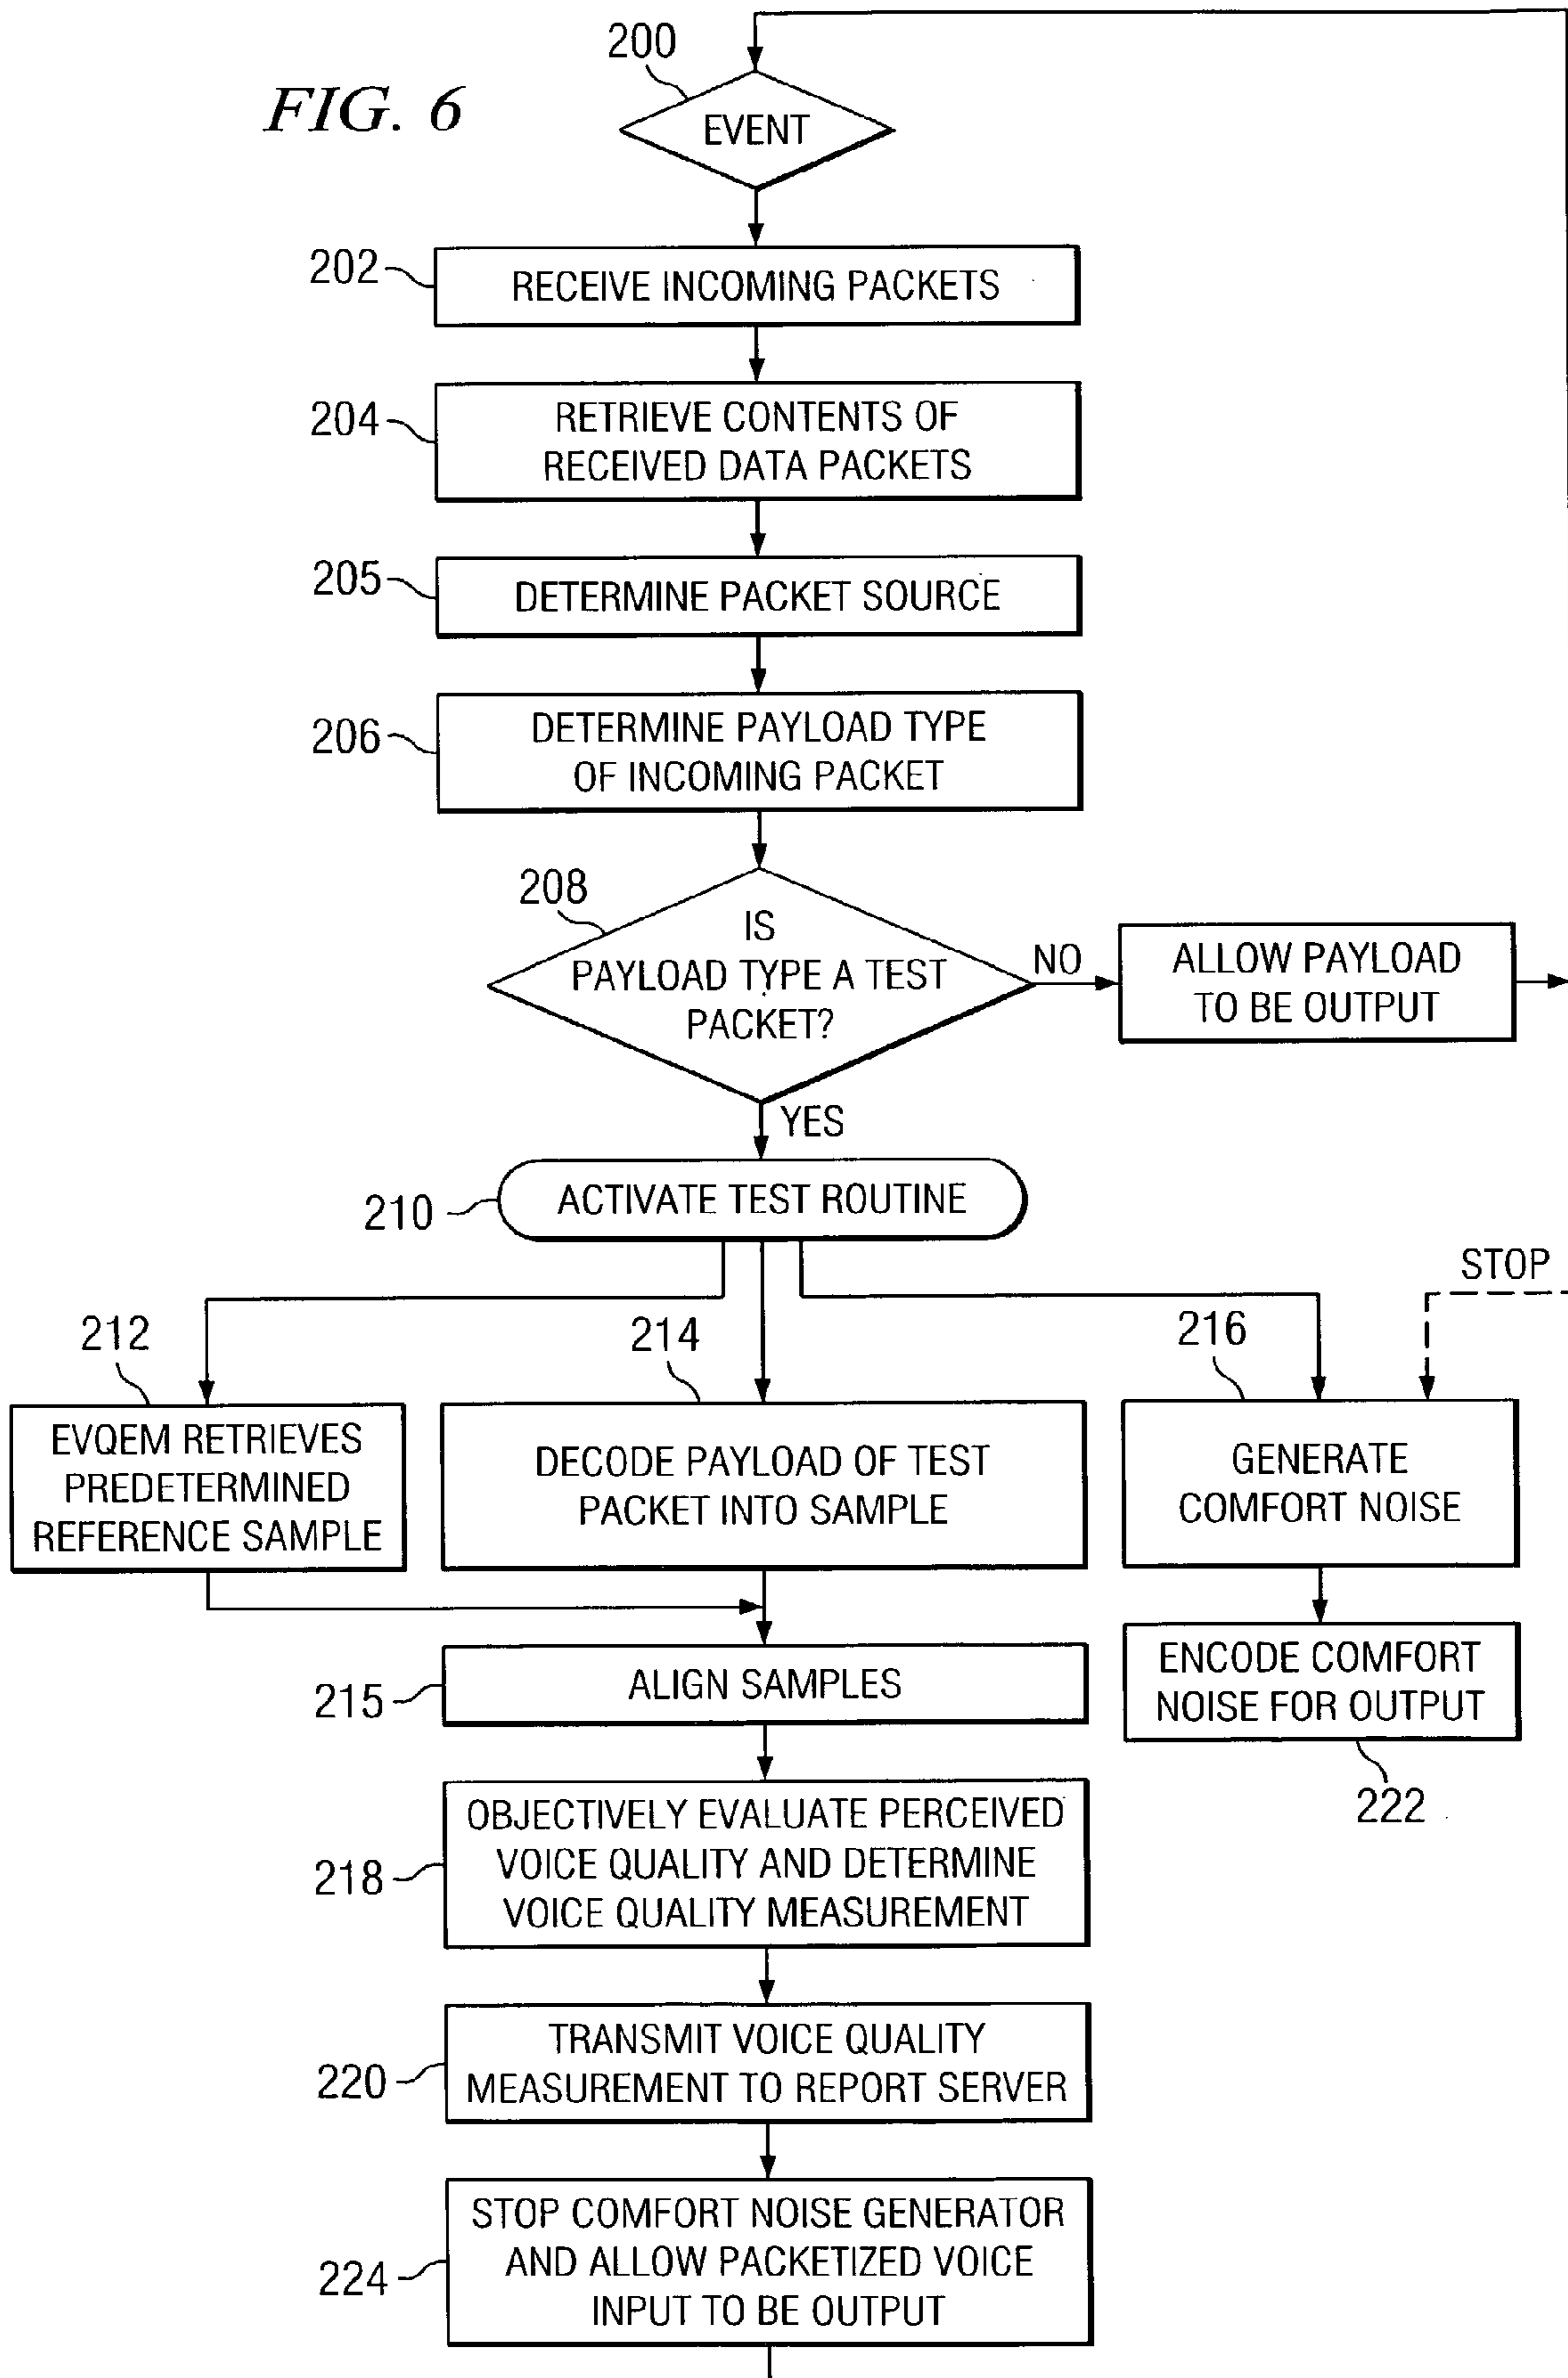 FIG. 6
200
EVENT
202
RECEIVE INCOMING PACKETS
204
RETRIEVE CONTENTS OF
RECEIVED DATA PACKETS
205
DETERMINE PACKET SOURCE
206
DETERMINE PAYLOAD TYPE
OF INCOMING PACKET
208
IS
PAYLOAD TYPE A TEST
PACKET?
NO
ALLOW PAYLOAD
TO BE OUTPUT
YES
210
ACTIVATE TEST ROUTINE
STOP
212
EVQEM RETRIEVES
PREDETERMINED
REFERENCE SAMPLE
214
DECODE PAYLOAD OF TEST
PACKET INTO SAMPLE
216
GENERATE
COMFORT NOISE
215
ALIGN SAMPLES
ENCODE COMFORT
NOISE FOR OUTPUT
222
218
OBJECTIVELY EVALUATE PERCEIVED
VOICE QUALITY AND DETERMINE
VOICE QUALITY MEASUREMENT
220
TRANSMIT VOICE QUALITY
MEASUREMENT TO REPORT SERVER
224
STOP COMFORT NOISE GENERATOR
AND ALLOW PACKETIZED VOICE
INPUT TO BE OUTPUT